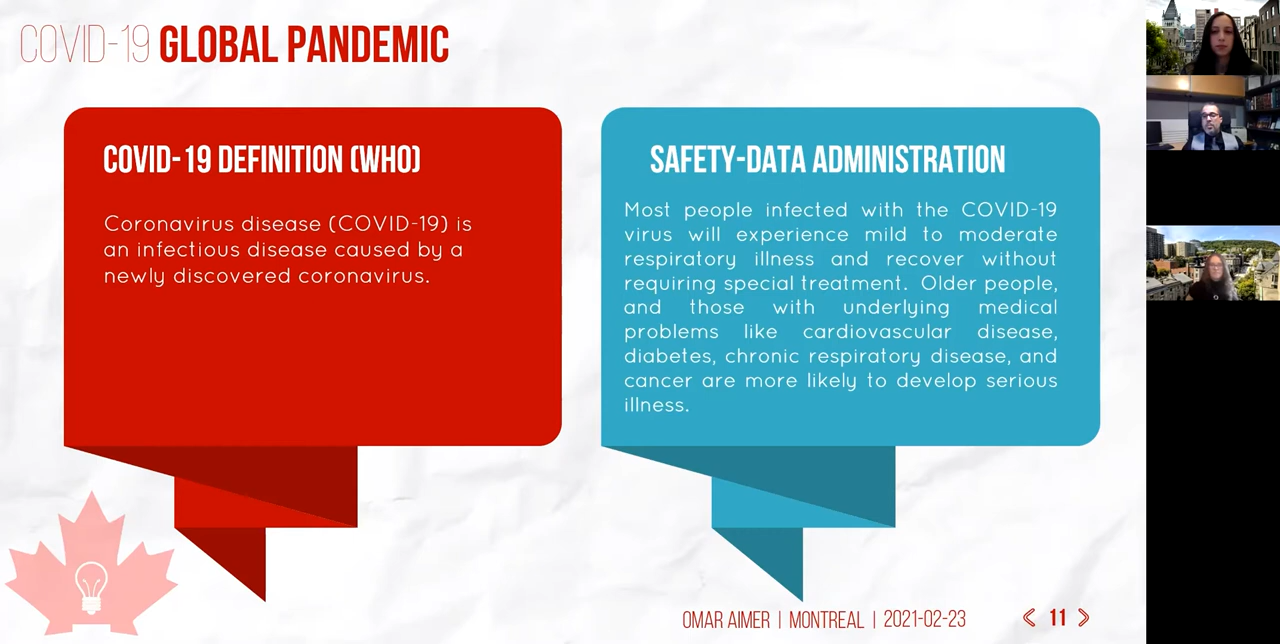 COVID-19 GLOBAL PANDEMIC
COVID-19 DEFINITION (WHO)
Coronavirus disease (COVID-19) is
an infectious disease caused by a
newly discovered coronavirus.
SAFETY-DATA ADMINISTRATION
Most people infected with the COVID-19
virus will experience mild to moderate
respiratory illness and recover without
requiring special treatment. Older people,
and those with underlying medical
problems like cardiovascular disease,
diabetes, chronic respiratory disease, and
cancer are more likely to develop serious
illness.
OMAR AIMER | MONTREAL | 2021-02-23
11